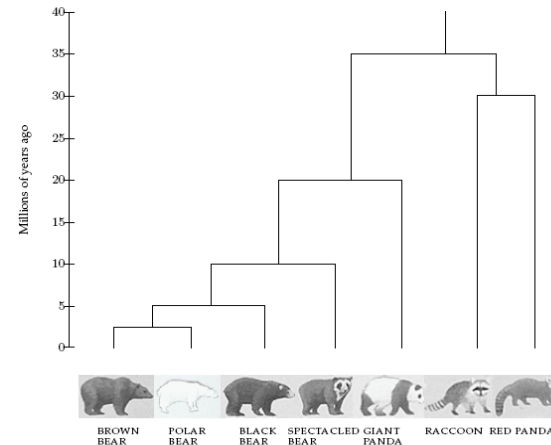 40
35
30
25
20
15
10
5
0
Millions of years ago
BROWN BEAR
POLAR BEAR
BLACK BEAR
SPECTACLED BEAR
GIANT PANDA
RACCOON
RED PANDA